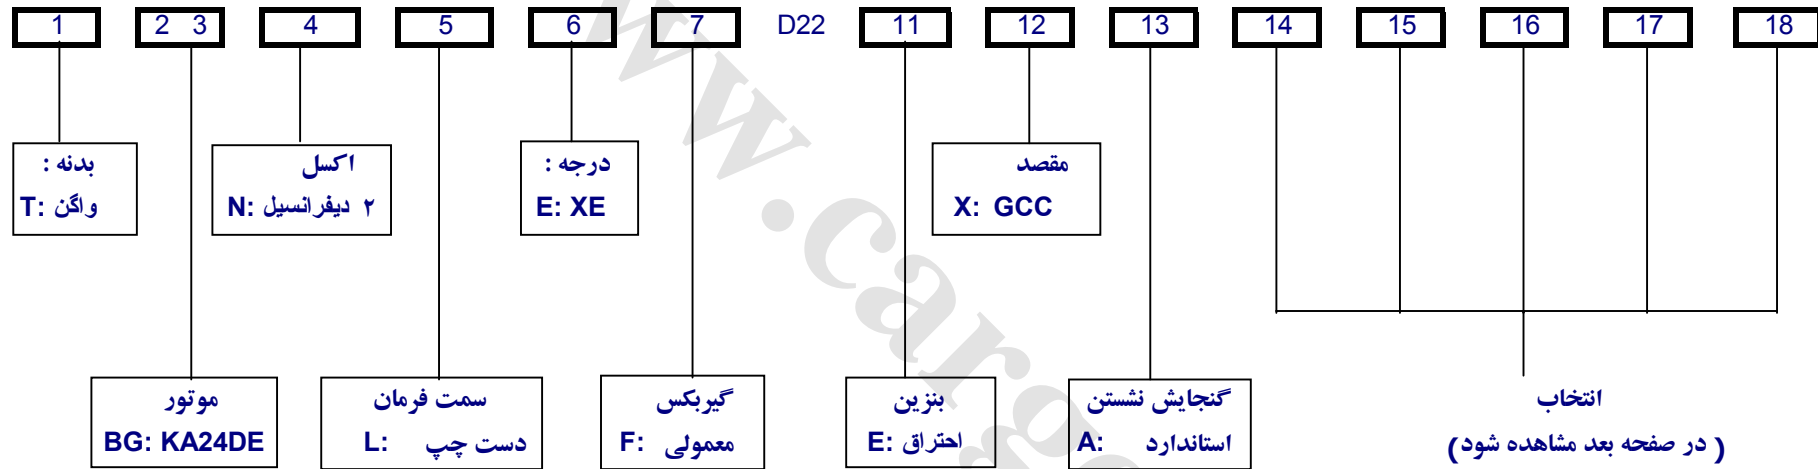 1 2 3 4 5 6 7 D22 11 12 13 14 15 16 17 18
بدنه :
T: واگن
اکسل
N: ۲ دیفرانسیل
درجه :
E: XE
مقصد
X: GCC
موتور
BG: KA24DE
سمت فرمان
L: دست چپ
گیربکس
F: معمولی
بنزین
E: احتراق
گنجایش نشستن
A: استاندارد
انتخاب
( در صفحه بعد مشاهده شود )